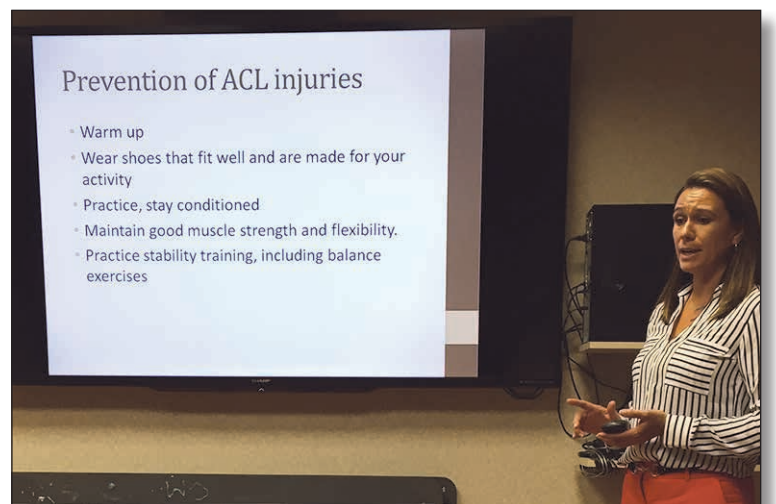 Prevention of ACL injuries
Warm up
Wear shoes that fit well and are made for your
activity
Practice, stay conditioned
Maintain good muscle strength and flexibility.
Practice stability training, including balance
exercises